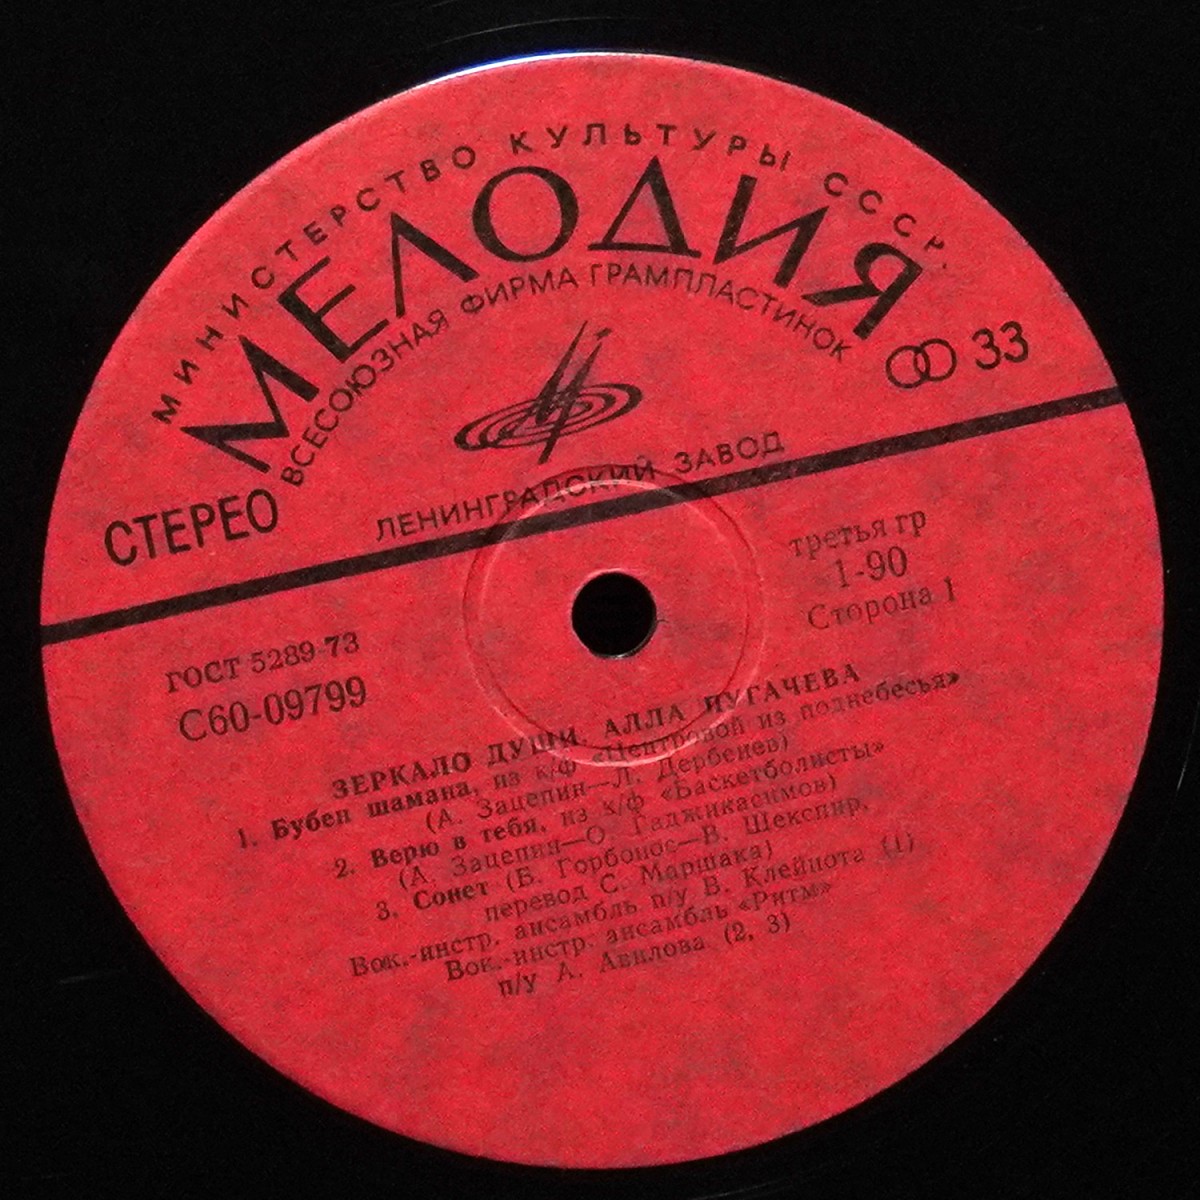 МИНИСТЕРСТВО КУЛЬТУРЫ СССР.
МЕЛОДИЯ
ВСЕСОЮЗНАЯ ФИРМА ГРАМПЛАСТИНОК
33
СТЕРЕО
ЛЕНИНГРАДСКИЙ ЗАВОД
третья гр
1-90
Сторона 1
ГОСТ 5289-73
С60-09799
ЗЕРКАЛО ДУШИ. АЛЛА ПУГАЧЕВА
1. Бубен шамана, из к/ф «Центровой из поднебесья»
(А. Зацепин—Л. Дербенев)
2. Верю в тебя, из к/ф «Баскетболисты»
(А. Зацепин—О. Гаджикасимов)
3. Сонет (Б. Горбонос—В. Шекспир,
перевод С. Маршака)
Вок.-инстр. ансамбль п/у В. Клейнота (1)
Вок.-инстр. ансамбль «Ритм»
п/у А. Авилова (2, 3)